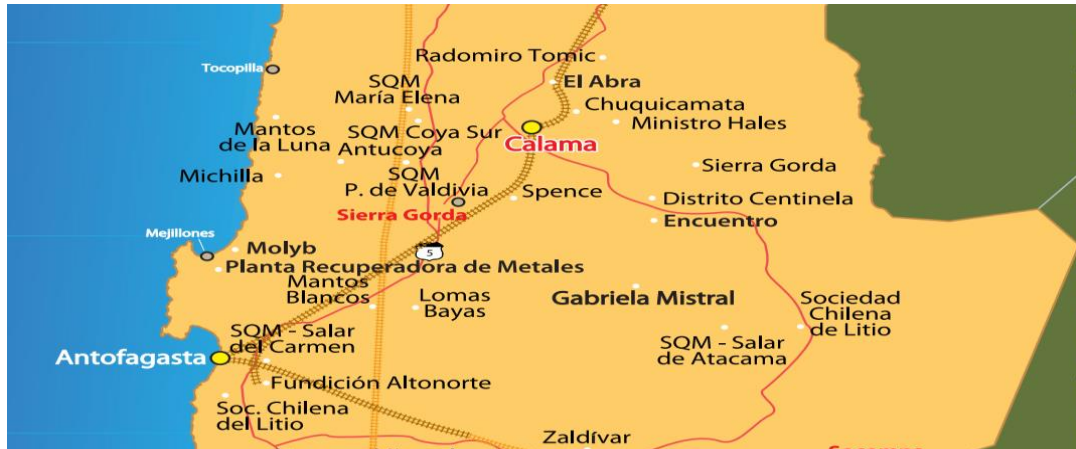 Radomiro Tomic
Tocopilla
SQM
María Elena
El Abra
Chuquicamata
Ministro Hales
Mantos
de la Luna
SQM Coya Sur
Antucoya
Calama
Michilla
SQM
P. de Valdivia
Sierra Gorda
Spence
Distrito Centinela
Sierra Gorda
Encuentro
Mejillones
Molyb
5
Planta Recuperadora de Metales
Mantos
Blancos
Lomas
Bayas
Gabriela Mistral
Sociedad
Chilena
de Litio
SQM - Salar
del Carmen
SQM - Salar
de Atacama
Antofagasta
Fundición Altonorte
Soc. Chilena
del Litio
Zaldívar